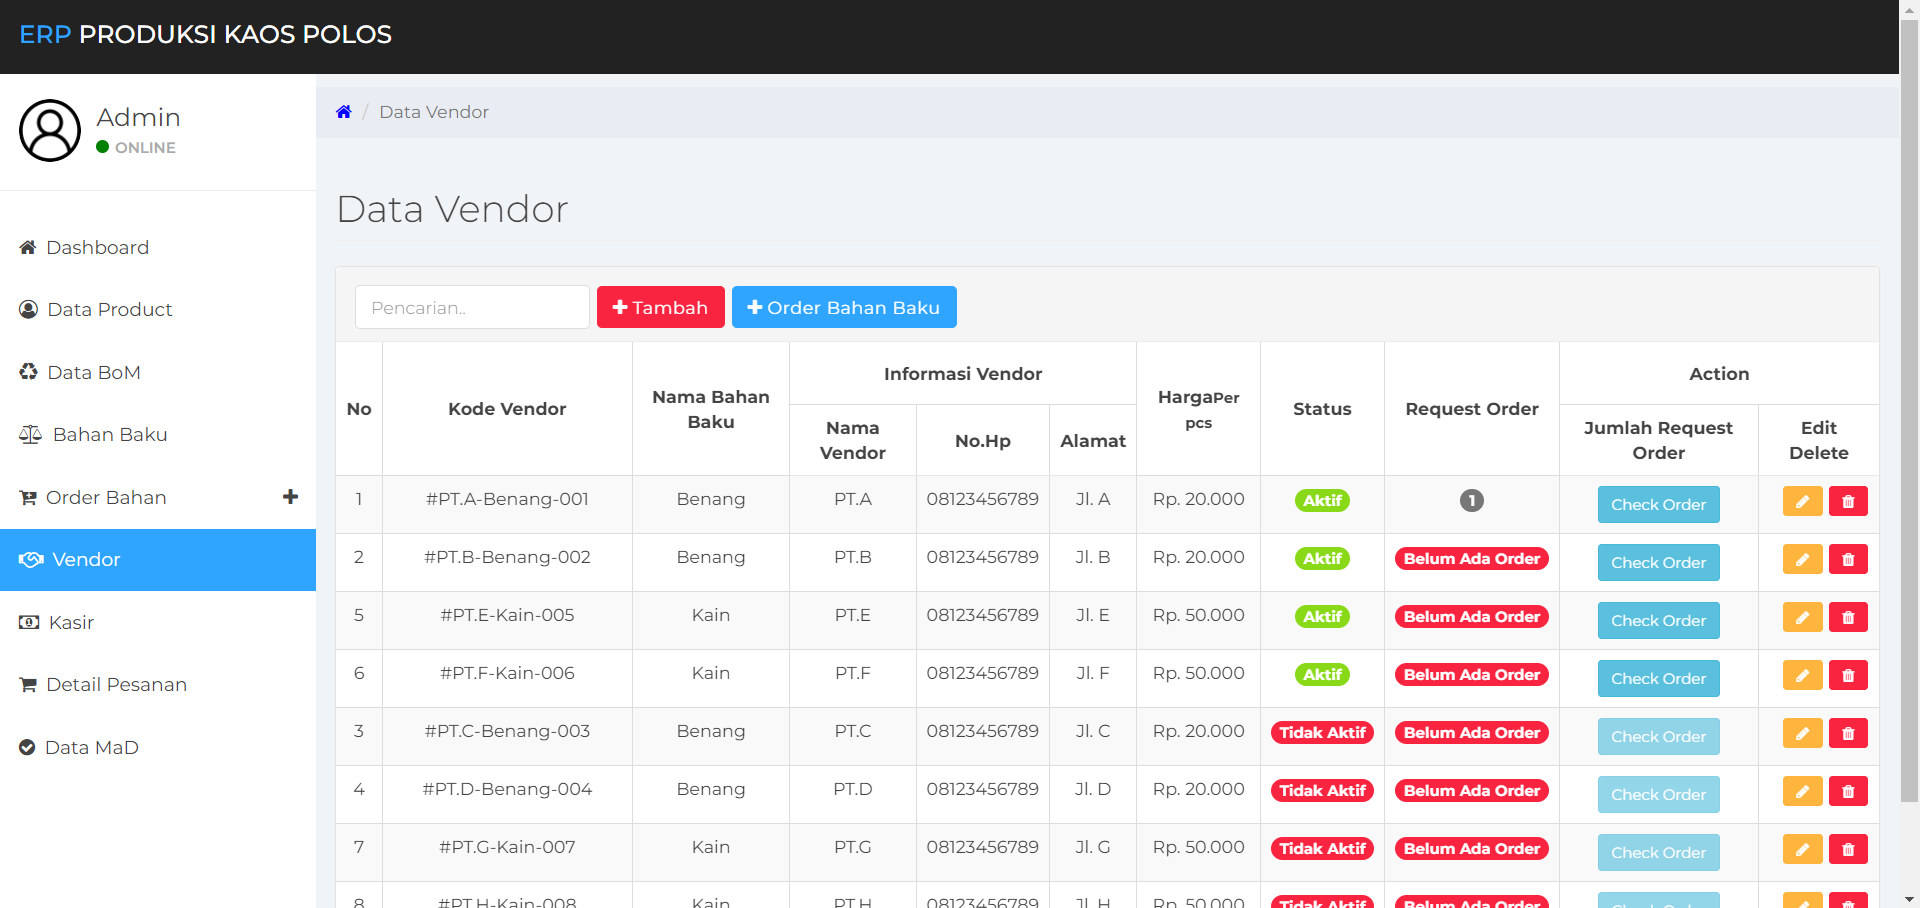 ERP PRODUKSI KAOS POLOS
Admin
ONLINE
Dashboard
Data Product
Data BoM
Bahan Baku
Order Bahan
Vendor
Kasir
Detail Pesanan
Data MaD
/ Data Vendor
Data Vendor
Pencarian..
Tambah
Order Bahan Baku
No
Kode Vendor
Nama Bahan
Baku
Informasi Vendor
Nama
Vendor
No.Hp
Alamat
HargaPer
pcs
Status
Request Order
Action
Jumlah Request
Order
Edit
Delete
1 #PT.A-Benang-001 Benang PT.A 08123456789 Jl. A Rp. 20.000 Aktif 1 Check Order
2 #PT.B-Benang-002 Benang PT.B 08123456789 Jl. B Rp. 20.000 Aktif Belum Ada Order Check Order
5 #PT.E-Kain-005 Kain PT.E 08123456789 Jl. E Rp. 50.000 Aktif Belum Ada Order Check Order
6 #PT.F-Kain-006 Kain PT.F 08123456789 Jl. F Rp. 50.000 Aktif Belum Ada Order Check Order
3 #PT.C-Benang-003 Benang PT.C 08123456789 Jl. C Rp. 20.000 Tidak Aktif Belum Ada Order Check Order
4 #PT.D-Benang-004 Benang PT.D 08123456789 Jl. D Rp. 20.000 Tidak Aktif Belum Ada Order Check Order
7 #PT.G-Kain-007 Kain PT.G 08123456789 Jl. G Rp. 50.000 Tidak Aktif Belum Ada Order Check Order
8 #PT.H-Kain-008 Kain PT.H 08123456789 Jl. H Rp. 50.000 Tidak Aktif Belum Ada Order